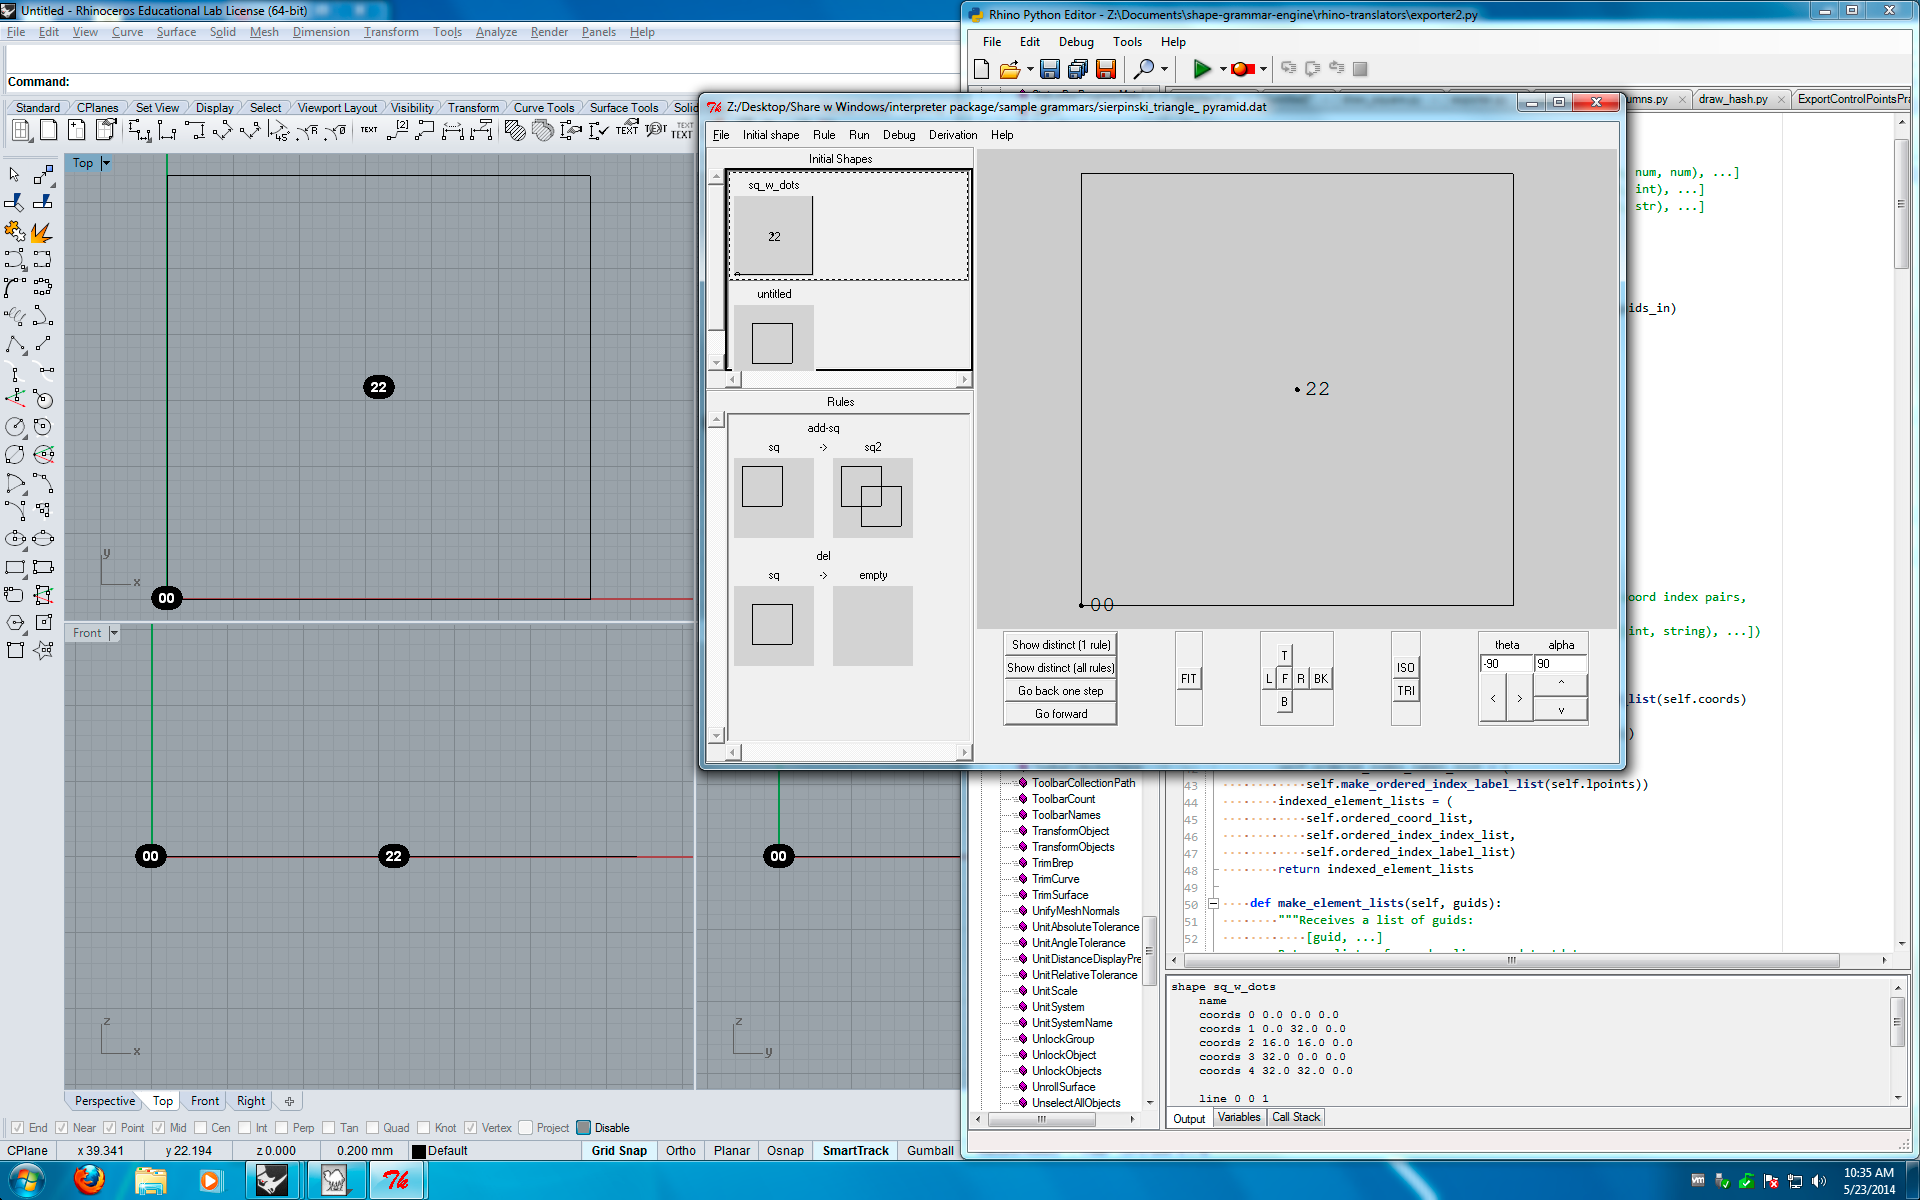 Untitled - Rhinoceros Educational Lab License (64-bit)
File Edit View Curve Surface Solid Mesh Dimension Transform Tools Analyze Render Panels Help
Command:
Standard CPlanes Set View Display Select Viewport Layout Visibility Transform Curve Tools Surface Tools
Top
22
y
x
00
Front
00
22
z
x
00
z
y
Perspective Top Front Right
End Near Point Mid Cen Int Perp Tan Quad Knot Vertex Project Disable
CPlane x 39.341 y 22.194 z 0.000 0.200 mm Default Grid Snap Ortho Planar Osnap SmartTrack Gumball
Rhino Python Editor - Z:\Documents\shape-grammar-engine\rhino-translators\exporter2.py
File Edit Debug Tools Help
umns.py draw_hash.py ExportControlPointsPr
num, num), ...]
int), ...]
str), ...]
ids_in)
oord index pairs,
int, string), ...])
list(self.coords)
)
Z:/Desktop/Share w Windows/interpreter package/sample grammars/sierpinski_triangle_ pyramid.dat
File Initial shape Rule Run Debug Derivation Help
Initial Shapes
sq_w_dots
22
untitled
Rules
add-sq
sq -> sq2
del
sq -> empty
22
00
Show distinct (1 rule)
Show distinct (all rules)
Go back one step
Go forward
FIT
T
L F R BK
B
ISO
TRI
theta alpha
-90 90
< > ^
v
ToolbarCollectionPath
ToolbarCount
ToolbarNames
TransformObject
TransformObjects
TrimBrep
TrimCurve
TrimSurface
UnifyMeshNormals
UnitAbsoluteTolerance
UnitAngleTolerance
UnitDistanceDisplayPre
UnitRelativeTolerance
UnitScale
UnitSystem
UnitSystemName
UnlockGroup
UnlockObject
UnlockObjects
UnrollSurface
UnselectAllObjects
43 self.make_ordered_index_label_list(self.lpoints))
44 indexed_element_lists = (
45 self.ordered_coord_list,
46 self.ordered_index_index_list,
47 self.ordered_index_label_list)
48 return indexed_element_lists
49
50 def make_element_lists(self, guids):
51 """Receives a list of guids:
52 [guid, ...]
shape sq_w_dots
name
coords 0 0.0 0.0 0.0
coords 1 0.0 32.0 0.0
coords 2 16.0 16.0 0.0
coords 3 32.0 0.0 0.0
coords 4 32.0 32.0 0.0
line 0 0 1
Output Variables Call Stack
10:35 AM
5/23/2014